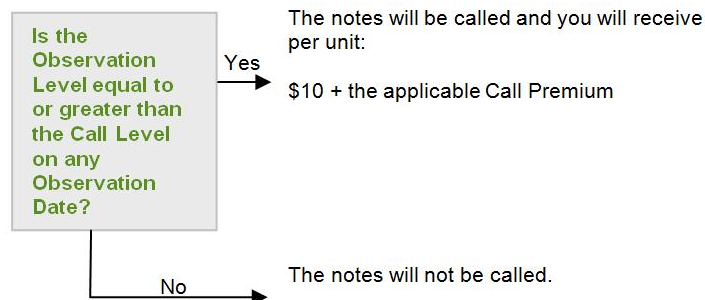 Is the
Observation
Level equal to
or greater than
the Call Level
on any
Observation
Date?
Yes
The notes will be called and you will receive
per unit:
$10 + the applicable Call Premium
No
The notes will not be called.